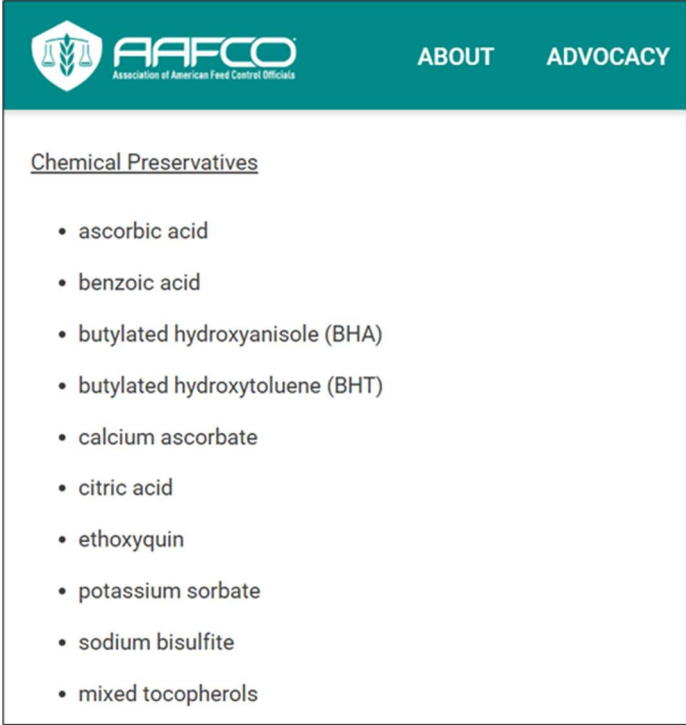 AAFCO
Association of American Feed Control Officials
ABOUT
ADVOCACY
Chemical Preservatives
• ascorbic acid
• benzoic acid
• butylated hydroxyanisole (BHA)
• butylated hydroxytoluene (BHT)
• calcium ascorbate
• citric acid
• ethoxyquin
• potassium sorbate
• sodium bisulfite
• mixed tocopherols